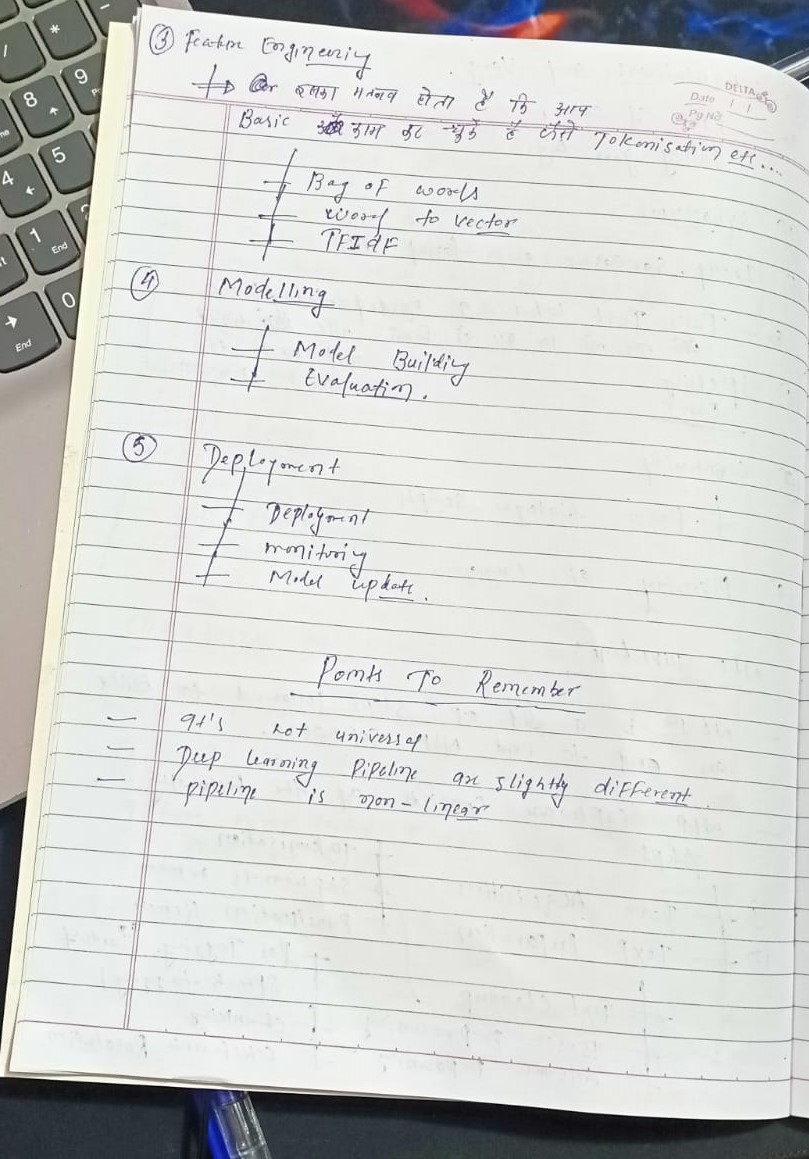 ③ Feature Engineering
इसका मतलब होता है कि आप
Basic काम कर चुके है जैसे Tokenisation etc....
Bag of words
Word to vector
TFIdF
④ Modelling
Model Building
Evaluation.
⑤ Deployment
Deployment
monitoring
Model update.
Points To Remember
— It's not universal
— Deep Learning Pipeline are slightly different.
— pipeline is non-linear
DELTA
Date / /
Pg No
*
8
9
4
5
1
End
0
End